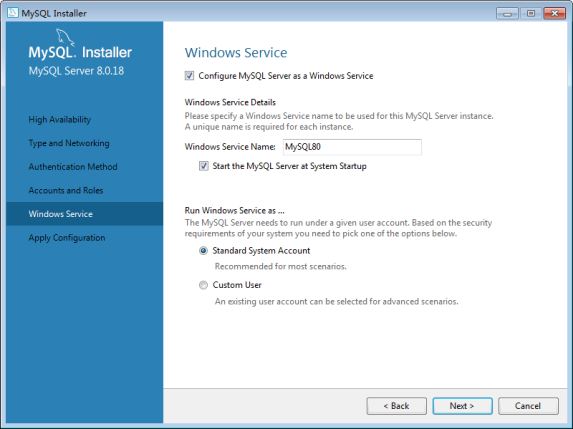 MySQL Installer
MySQL. Installer
MySQL Server 8.0.18
High Availability
Type and Networking
Authentication Method
Accounts and Roles
Windows Service
Apply Configuration
Windows Service
Configure MySQL Server as a Windows Service
Windows Service Details
Please specify a Windows Service name to be used for this MySQL Server instance.
A unique name is required for each instance.
Windows Service Name: MySQL80
Start the MySQL Server at System Startup
Run Windows Service as ...
The MySQL Server needs to run under a given user account. Based on the security
requirements of your system you need to pick one of the options below.
Standard System Account
Recommended for most scenarios.
Custom User
An existing user account can be selected for advanced scenarios.
< Back
Next >
Cancel